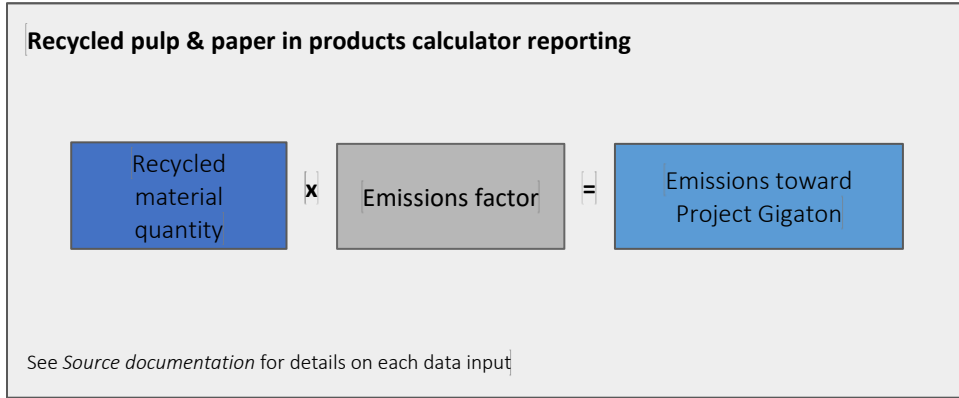 Recycled pulp & paper in products calculator reporting
Recycled
material
quantity
x
Emissions factor
=
Emissions toward
Project Gigaton
See Source documentation for details on each data input